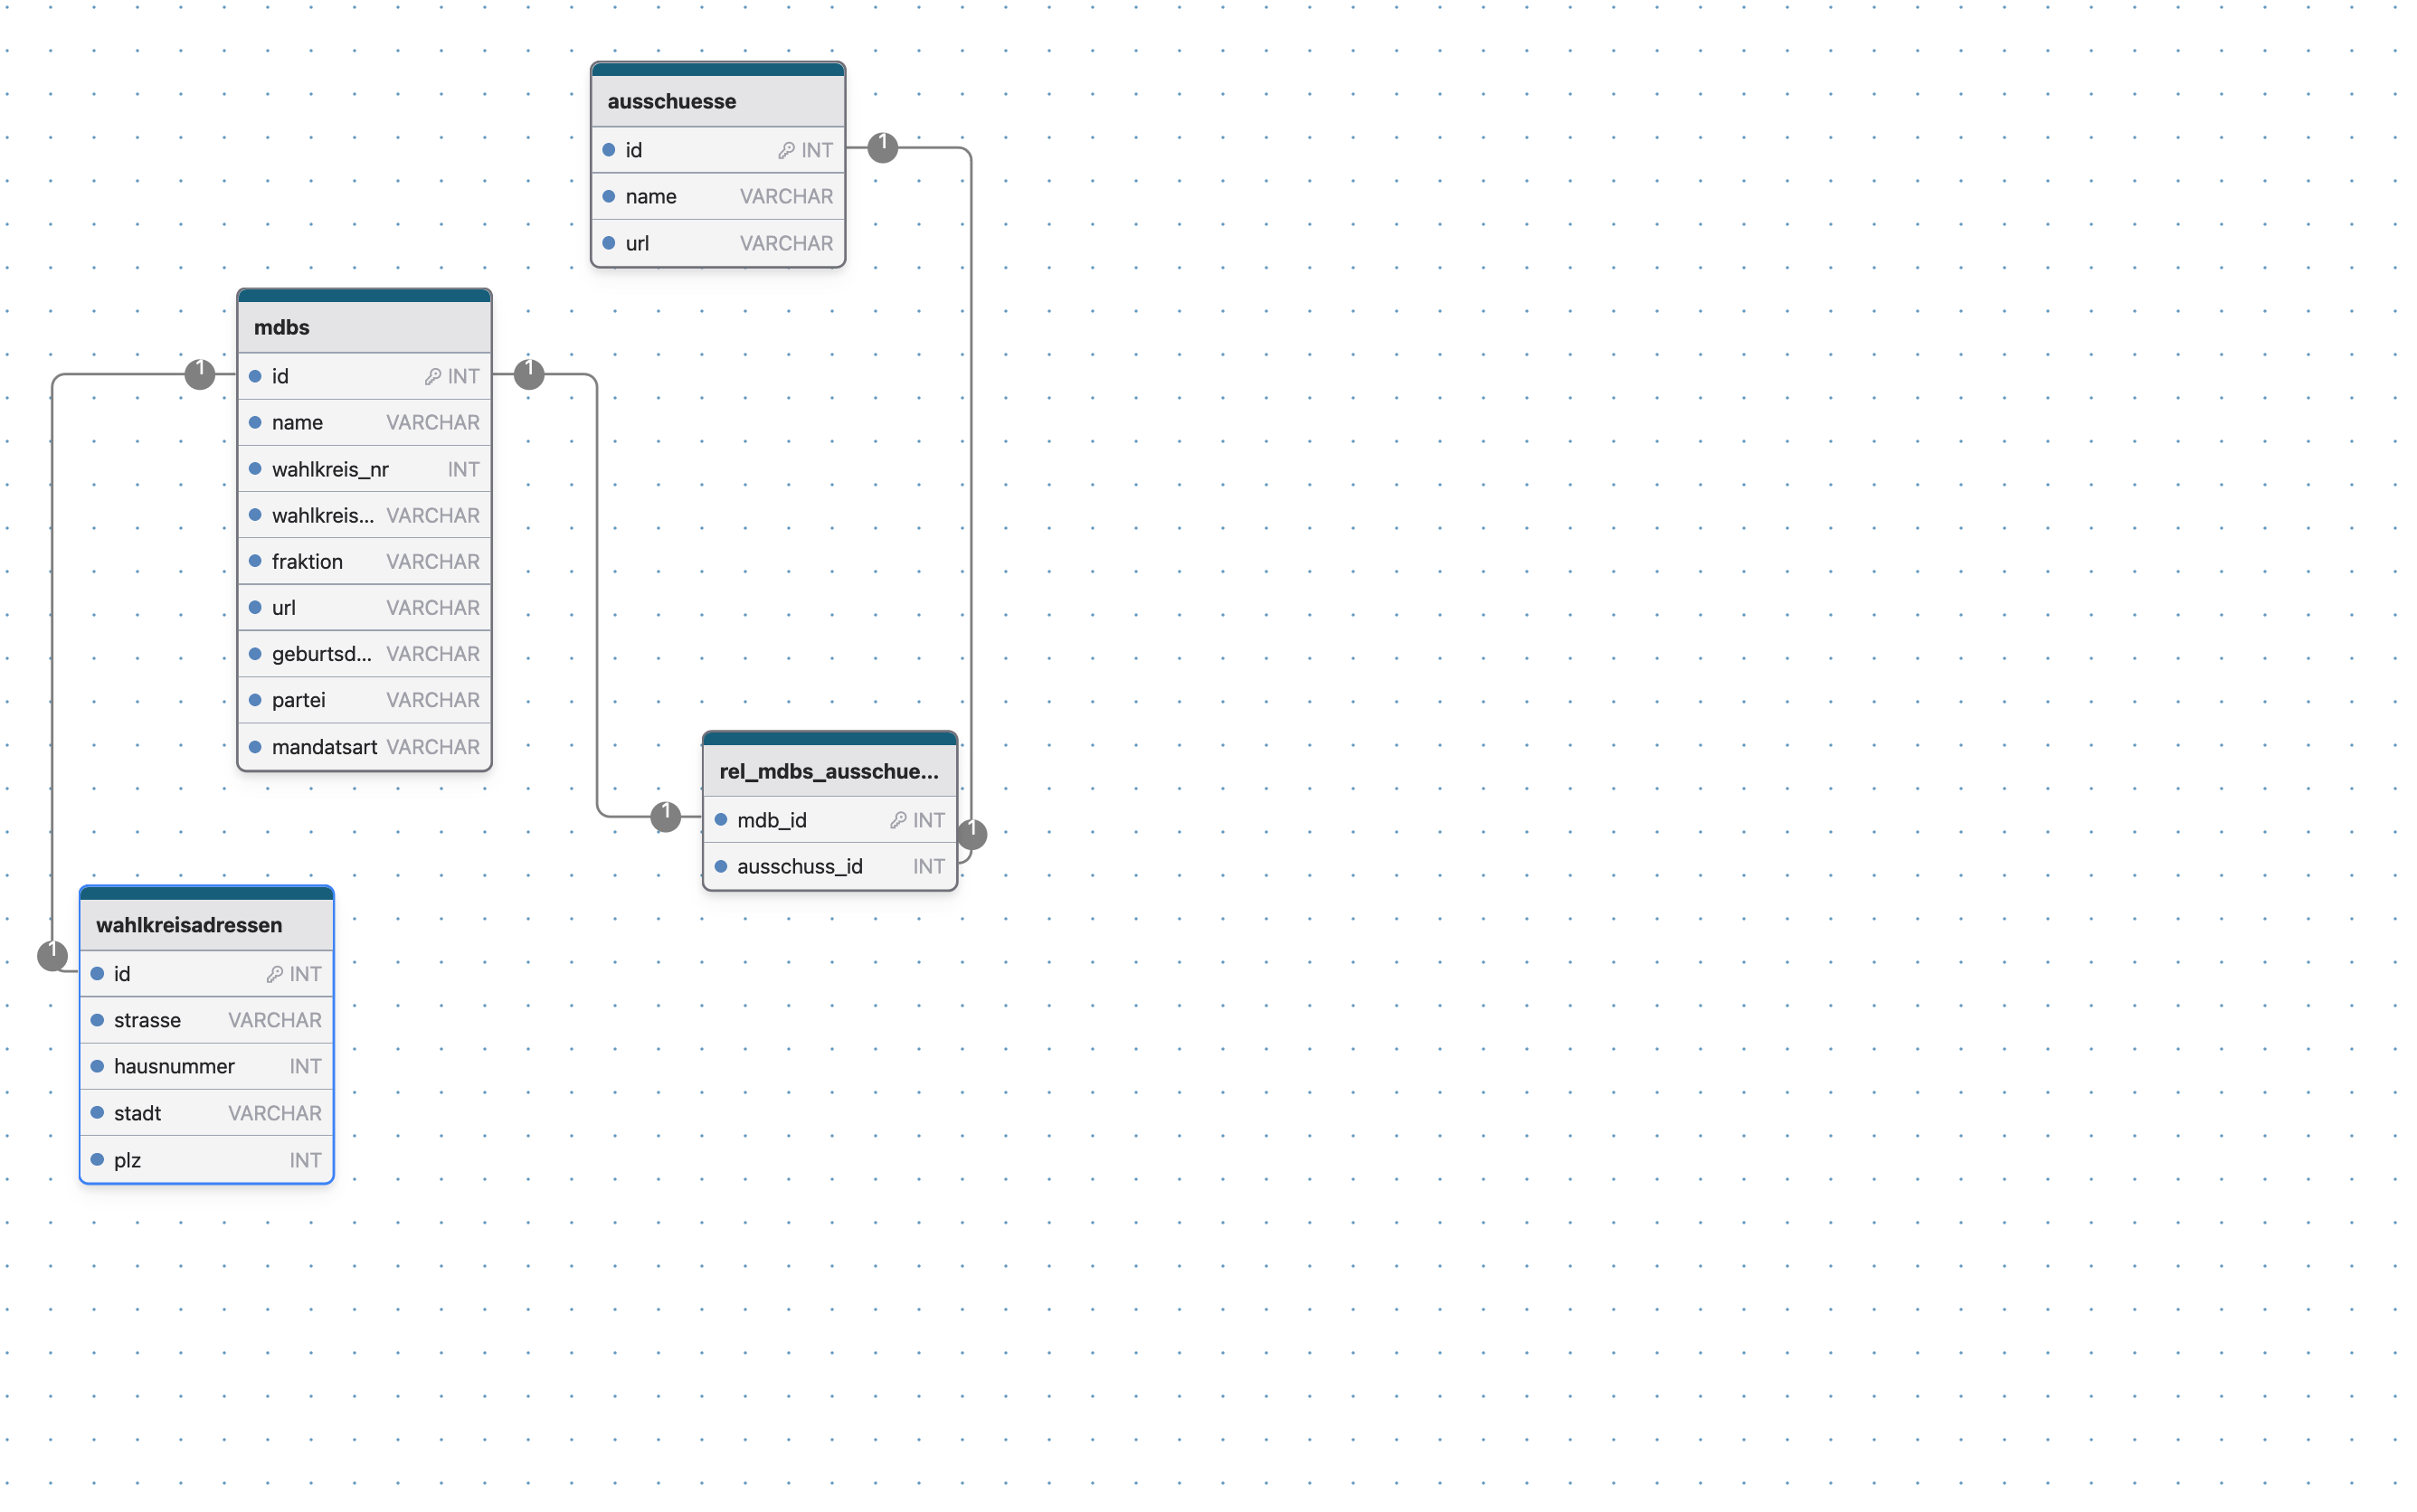 ausschuesse
id INT
name VARCHAR
url VARCHAR
1
mdbs
id INT
name VARCHAR
wahlkreis_nr INT
wahlkreis... VARCHAR
fraktion VARCHAR
url VARCHAR
geburtsd... VARCHAR
partei VARCHAR
mandatsart VARCHAR
1
1
rel_mdbs_ausschue...
mdb_id INT
ausschuss_id INT
1
1
wahlkreisadressen
id INT
strasse VARCHAR
hausnummer INT
stadt VARCHAR
plz INT
1